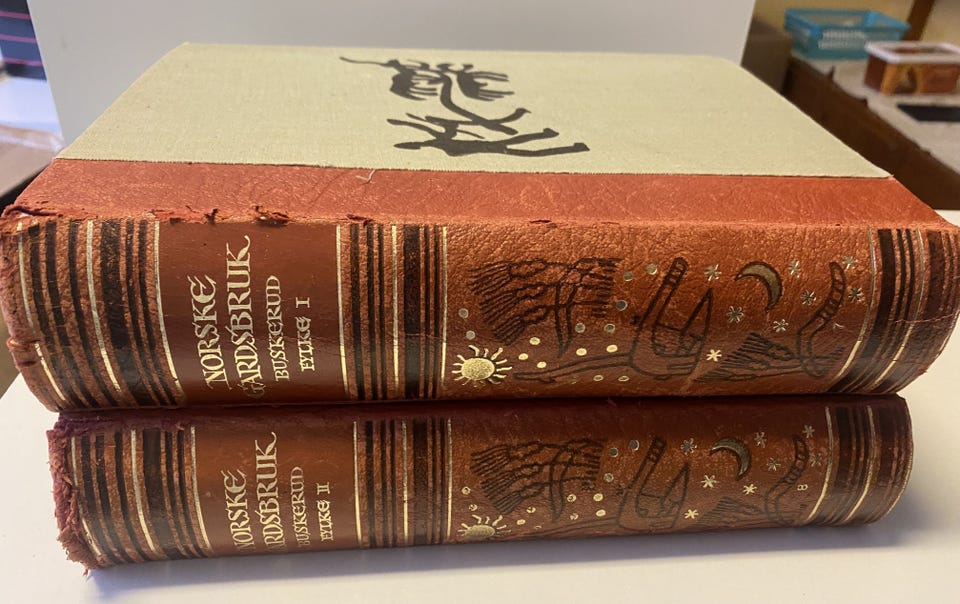 NORSKE
GARDSBRUK
BUSKERUD
FYLKE I
NORSKE
GARDSBRUK
BUSKERUD
FYLKE II